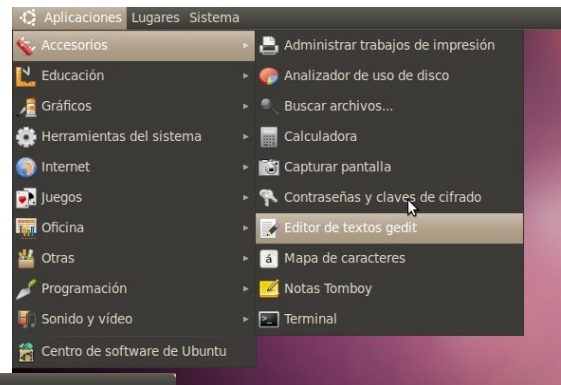 Aplicaciones Lugares Sistema
Accesorios
Educación
Gráficos
Herramientas del sistema
Internet
Juegos
Oficina
Otras
Programación
Sonido y vídeo
Centro de software de Ubuntu
Administrar trabajos de impresión
Analizador de uso de disco
Buscar archivos...
Calculadora
Capturar pantalla
Contraseñas y claves de cifrado
Editor de textos gedit
á Mapa de caracteres
Notas Tomboy
Terminal